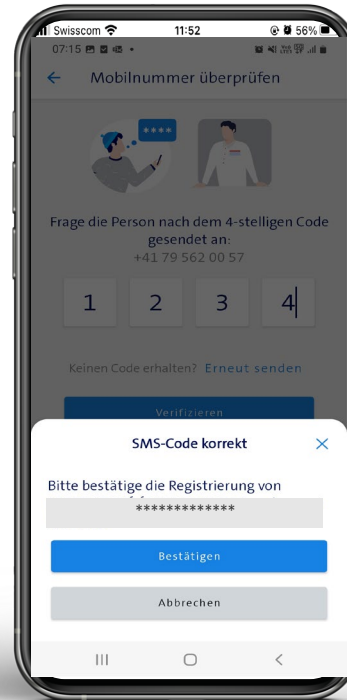 Swisscom 11:52 56%
07:15
Mobilnummer überprüfen
****
Frage die Person nach dem 4-stelligen Code
gesendet an:
+41 79 562 00 57
1 2 3 4
Keinen Code erhalten? Erneut senden
Verifizieren
SMS-Code korrekt
Bitte bestätige die Registrierung von
*************
Bestätigen
Abbrechen